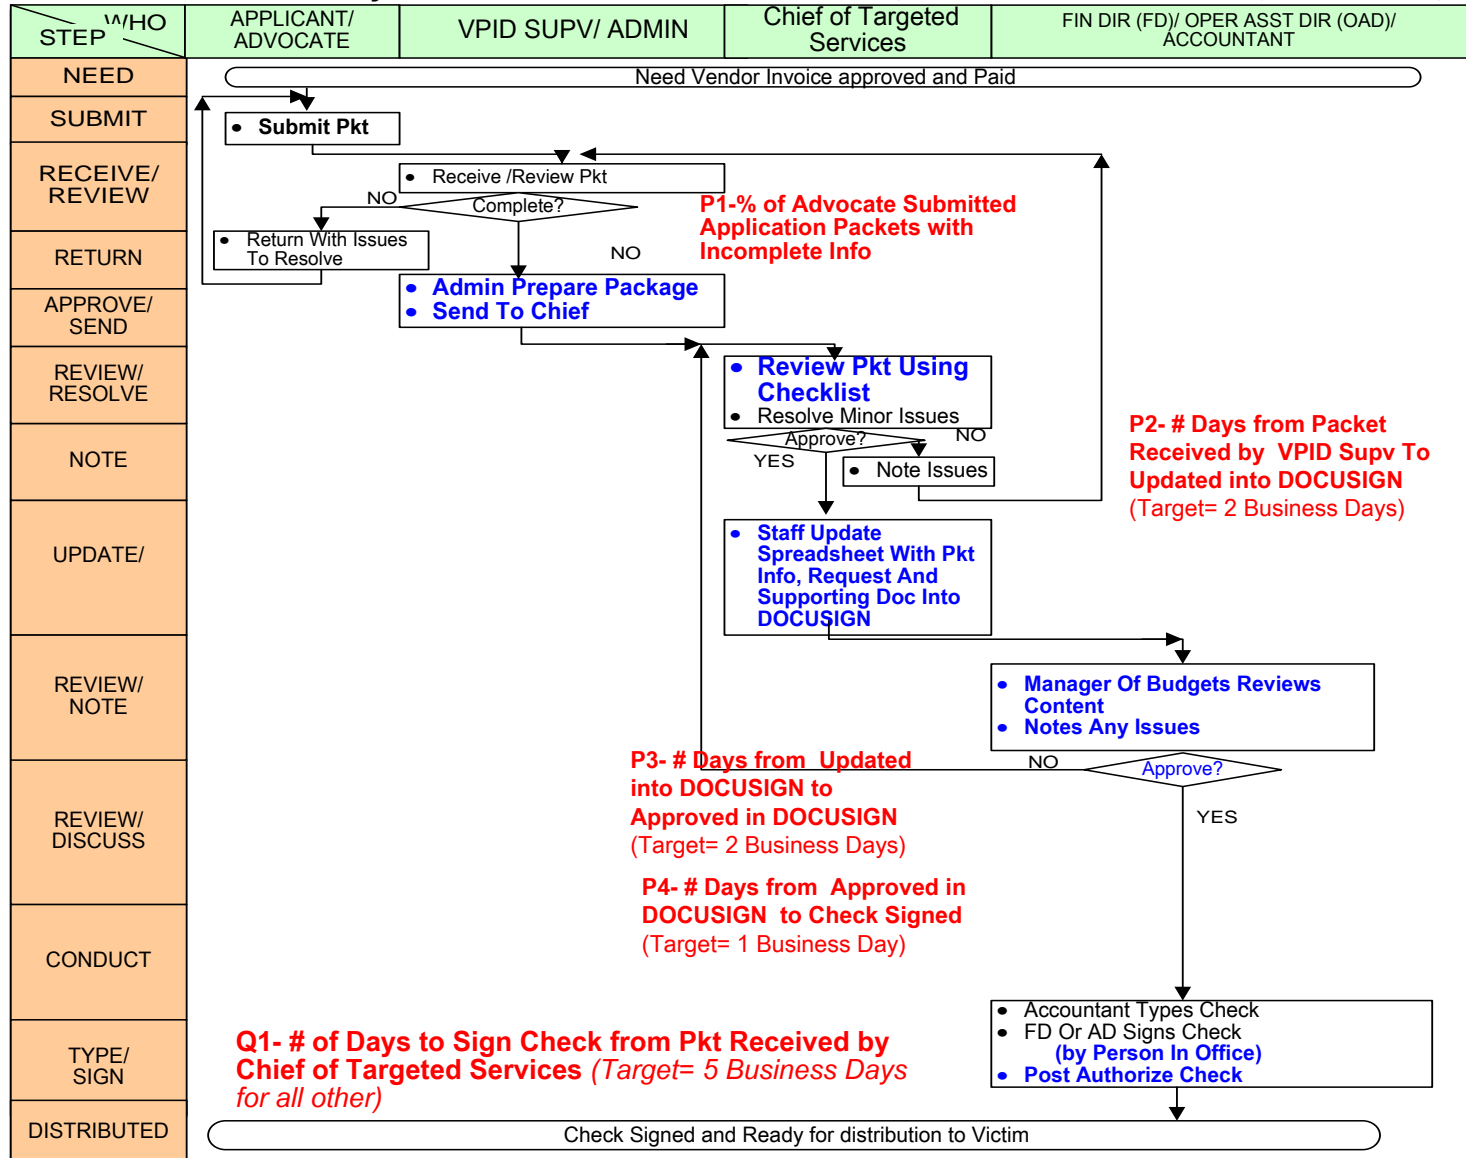 WHO
STEP
APPLICANT/
ADVOCATE
VPID SUPV/ ADMIN
Chief of Targeted
Services
FIN DIR (FD)/ OPER ASST DIR (OAD)/
ACCOUNTANT
NEED
Need Vendor Invoice approved and Paid
SUBMIT
• Submit Pkt
RECEIVE/
REVIEW
• Receive /Review Pkt
NO
Complete?
P1-% of Advocate Submitted
Application Packets with
Incomplete Info
RETURN
• Return With Issues
To Resolve
NO
APPROVE/
SEND
• Admin Prepare Package
• Send To Chief
REVIEW/
RESOLVE
• Review Pkt Using
Checklist
• Resolve Minor Issues
Approve?
NO
YES
NOTE
• Note Issues
P2- # Days from Packet
Received by VPID Supv To
Updated into DOCUSIGN
(Target= 2 Business Days)
UPDATE/
• Staff Update
Spreadsheet With Pkt
Info, Request And
Supporting Doc Into
DOCUSIGN
REVIEW/
NOTE
• Manager Of Budgets Reviews
Content
• Notes Any Issues
NO
Approve?
YES
P3- # Days from Updated
into DOCUSIGN to
Approved in DOCUSIGN
(Target= 2 Business Days)
REVIEW/
DISCUSS
P4- # Days from Approved in
DOCUSIGN to Check Signed
(Target= 1 Business Day)
CONDUCT
TYPE/
SIGN
• Accountant Types Check
• FD Or AD Signs Check
(by Person In Office)
• Post Authorize Check
Q1- # of Days to Sign Check from Pkt Received by
Chief of Targeted Services (Target= 5 Business Days
for all other)
DISTRIBUTED
Check Signed and Ready for distribution to Victim